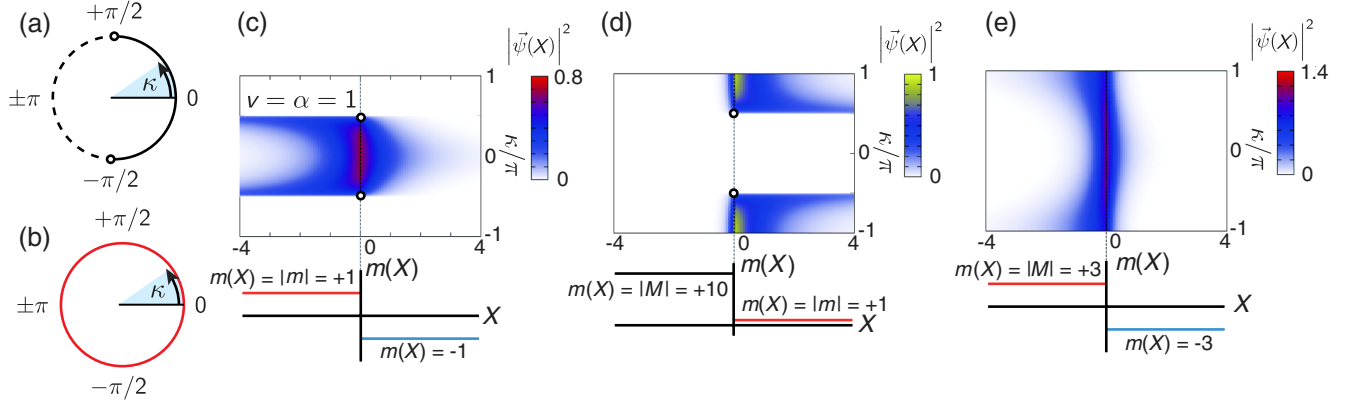 (a)
+π/2
κ
0
±π
−π/2
(b)
+π/2
κ
0
±π
−π/2
(c)
|ψ⃗(X)|²
0.8
0
v = α = 1
1
0
-1
κ/π
-4
0
4
m(X)
m(X) = |m| = +1
X
m(X) = -1
(d)
|ψ⃗(X)|²
1
0
1
0
-1
κ/π
-4
0
4
m(X)
m(X) = |M| = +10
m(X) = |m| = +1
X
(e)
|ψ⃗(X)|²
1.4
0
1
0
-1
κ/π
-4
0
4
m(X)
m(X) = |M| = +3
X
m(X) = -3